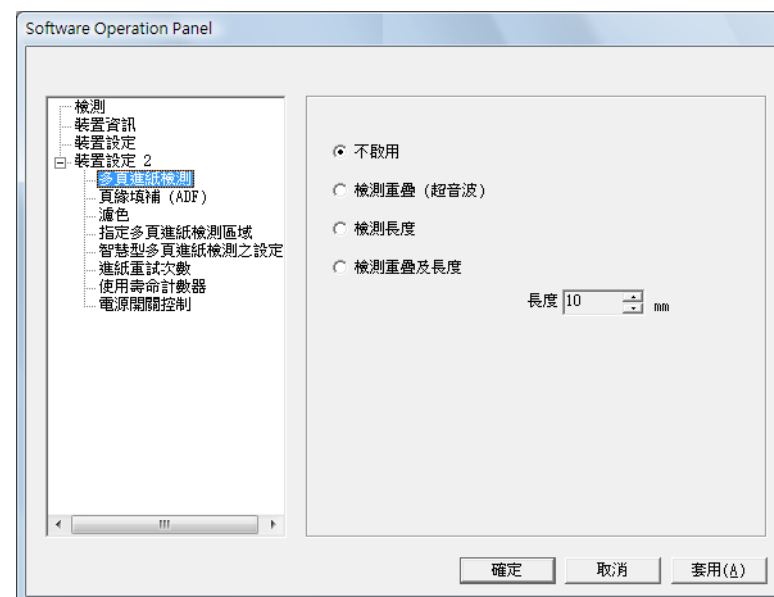 Software Operation Panel
檢測
裝置資訊
裝置設定
裝置設定 2
多頁進紙檢測
頁緣填補 (ADF)
濾色
指定多頁進紙檢測區域
智慧型多頁進紙檢測之設定
進紙重試次數
使用壽命計數器
電源開關控制
不啟用
檢測重疊 (超音波)
檢測長度
檢測重疊及長度
長度 10 mm
確定 取消 套用(A)